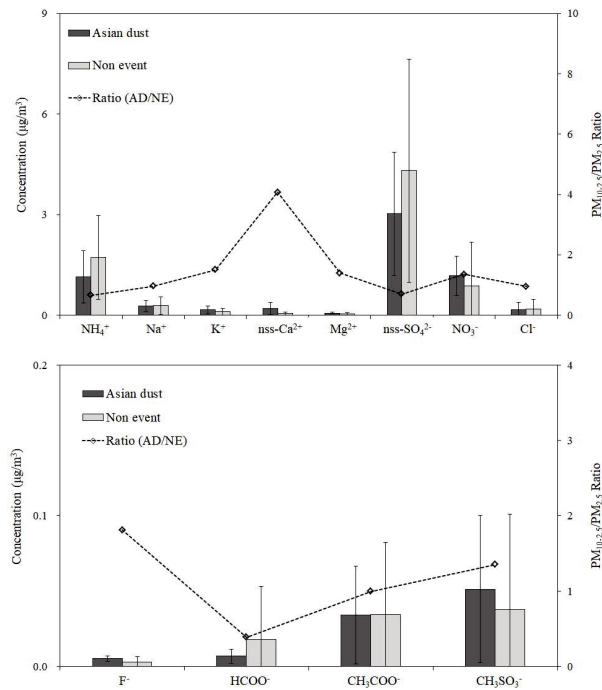 9
6
3
0
Concentration (μg/m³)
Asian dust
Non event
Ratio (AD/NE)
10
8
6
4
2
0
PM₁₀₋₂.₅/PM₂.₅ Ratio
NH₄⁺ Na⁺ K⁺ nss-Ca²⁺ Mg²⁺ nss-SO₄²⁻ NO₃⁻ Cl⁻
0.2
0.1
0.0
Concentration (μg/m³)
Asian dust
Non event
Ratio (AD/NE)
4
3
2
1
0
PM₁₀₋₂.₅/PM₂.₅ Ratio
F⁻ HCOO⁻ CH₃COO⁻ CH₃SO₃⁻